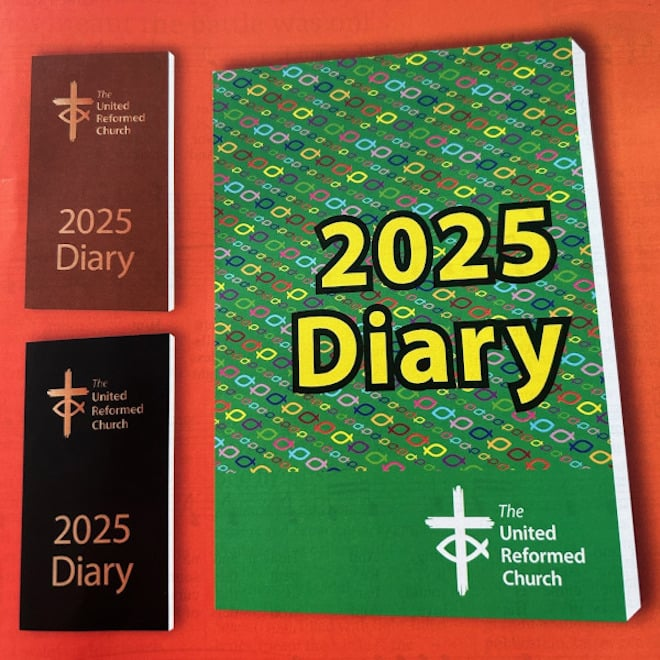 The
United
Reformed
Church
2025
Diary
The
United
Reformed
Church
2025
Diary
2025
Diary
The
United
Reformed
Church